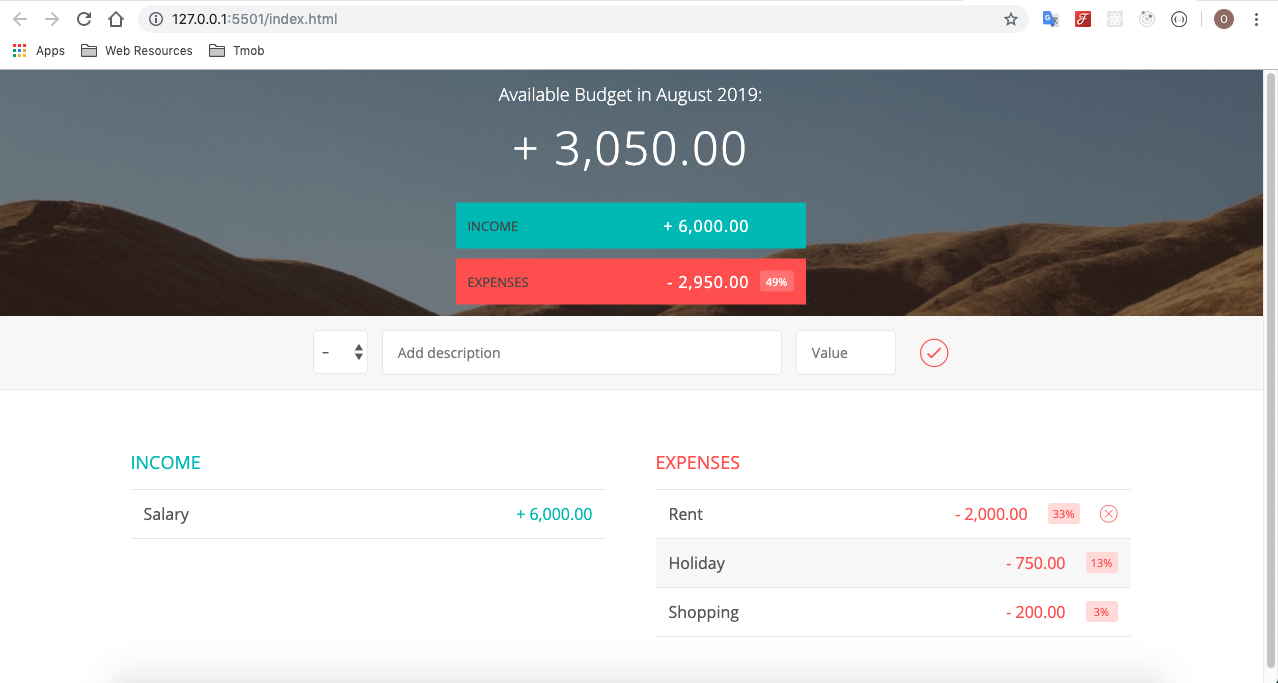 127.0.0.1:5501/index.html
Apps Web Resources Tmob
Available Budget in August 2019:
+ 3,050.00
INCOME + 6,000.00
EXPENSES - 2,950.00 49%
- Add description Value
INCOME
Salary + 6,000.00
EXPENSES
Rent - 2,000.00 33%
Holiday - 750.00 13%
Shopping - 200.00 3%